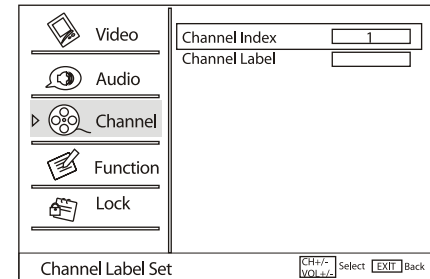 Video
Audio
Channel
Function
Lock
Channel Index 1
Channel Label
Channel Label Set
CH+/-
VOL+/- Select EXIT Back